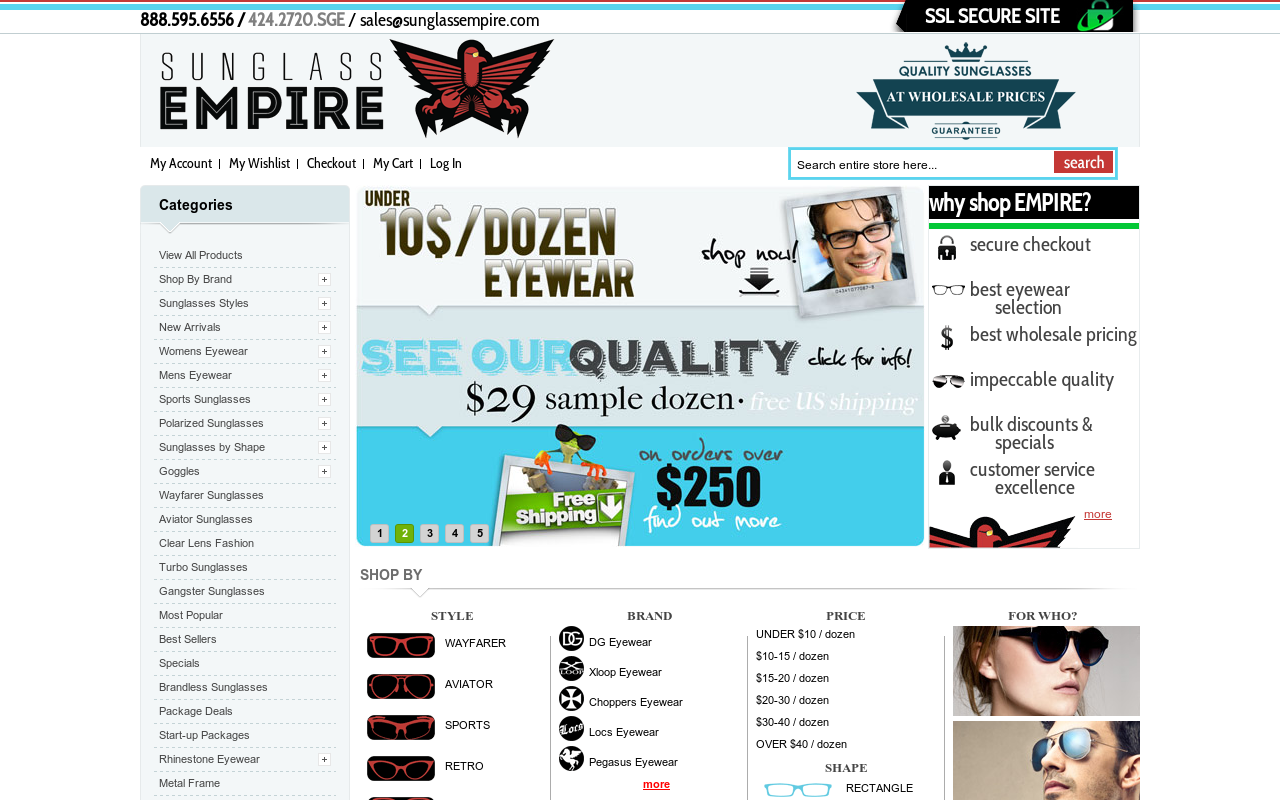 888.595.6556 / 424.2720.SGE / sales@sunglassempire.com
SSL SECURE SITE
SUNGLASS
EMPIRE
QUALITY SUNGLASSES
AT WHOLESALE PRICES
GUARANTEED
My Account | My Wishlist | Checkout | My Cart | Log In
Search entire store here...
search
Categories
View All Products
Shop By Brand
Sunglasses Styles
New Arrivals
Womens Eyewear
Mens Eyewear
Sports Sunglasses
Polarized Sunglasses
Sunglasses by Shape
Goggles
Wayfarer Sunglasses
Aviator Sunglasses
Clear Lens Fashion
Turbo Sunglasses
Gangster Sunglasses
Most Popular
Best Sellers
Specials
Brandless Sunglasses
Package Deals
Start-up Packages
Rhinestone Eyewear
Metal Frame
UNDER
10$/DOZEN
EYEWEAR
shop now!
SEE OUR QUALITY click for info!
$29 sample dozen• free US shipping
Free
Shipping
on orders over
$250
find out more
1 2 3 4 5
why shop EMPIRE?
secure checkout
best eyewear
selection
best wholesale pricing
impeccable quality
bulk discounts &
specials
customer service
excellence
more
SHOP BY
STYLE
WAYFARER
AVIATOR
SPORTS
RETRO
BRAND
DG
DG Eyewear
XLOOP
Xloop Eyewear
Choppers Eyewear
Locs
Locs Eyewear
Pegasus Eyewear
more
PRICE
UNDER $10 / dozen
$10-15 / dozen
$15-20 / dozen
$20-30 / dozen
$30-40 / dozen
OVER $40 / dozen
SHAPE
RECTANGLE
FOR WHO?